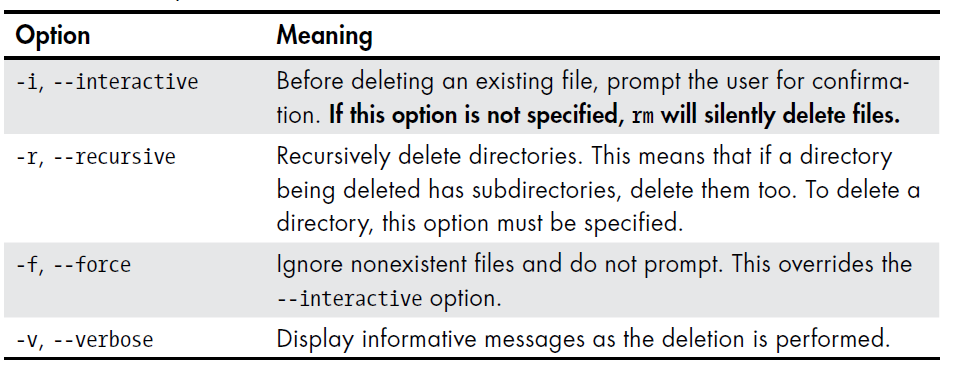 Option Meaning
-i, --interactive Before deleting an existing file, prompt the user for confirma-
tion. If this option is not specified, rm will silently delete files.
-r, --recursive Recursively delete directories. This means that if a directory
being deleted has subdirectories, delete them too. To delete a
directory, this option must be specified.
-f, --force Ignore nonexistent files and do not prompt. This overrides the
--interactive option.
-v, --verbose Display informative messages as the deletion is performed.